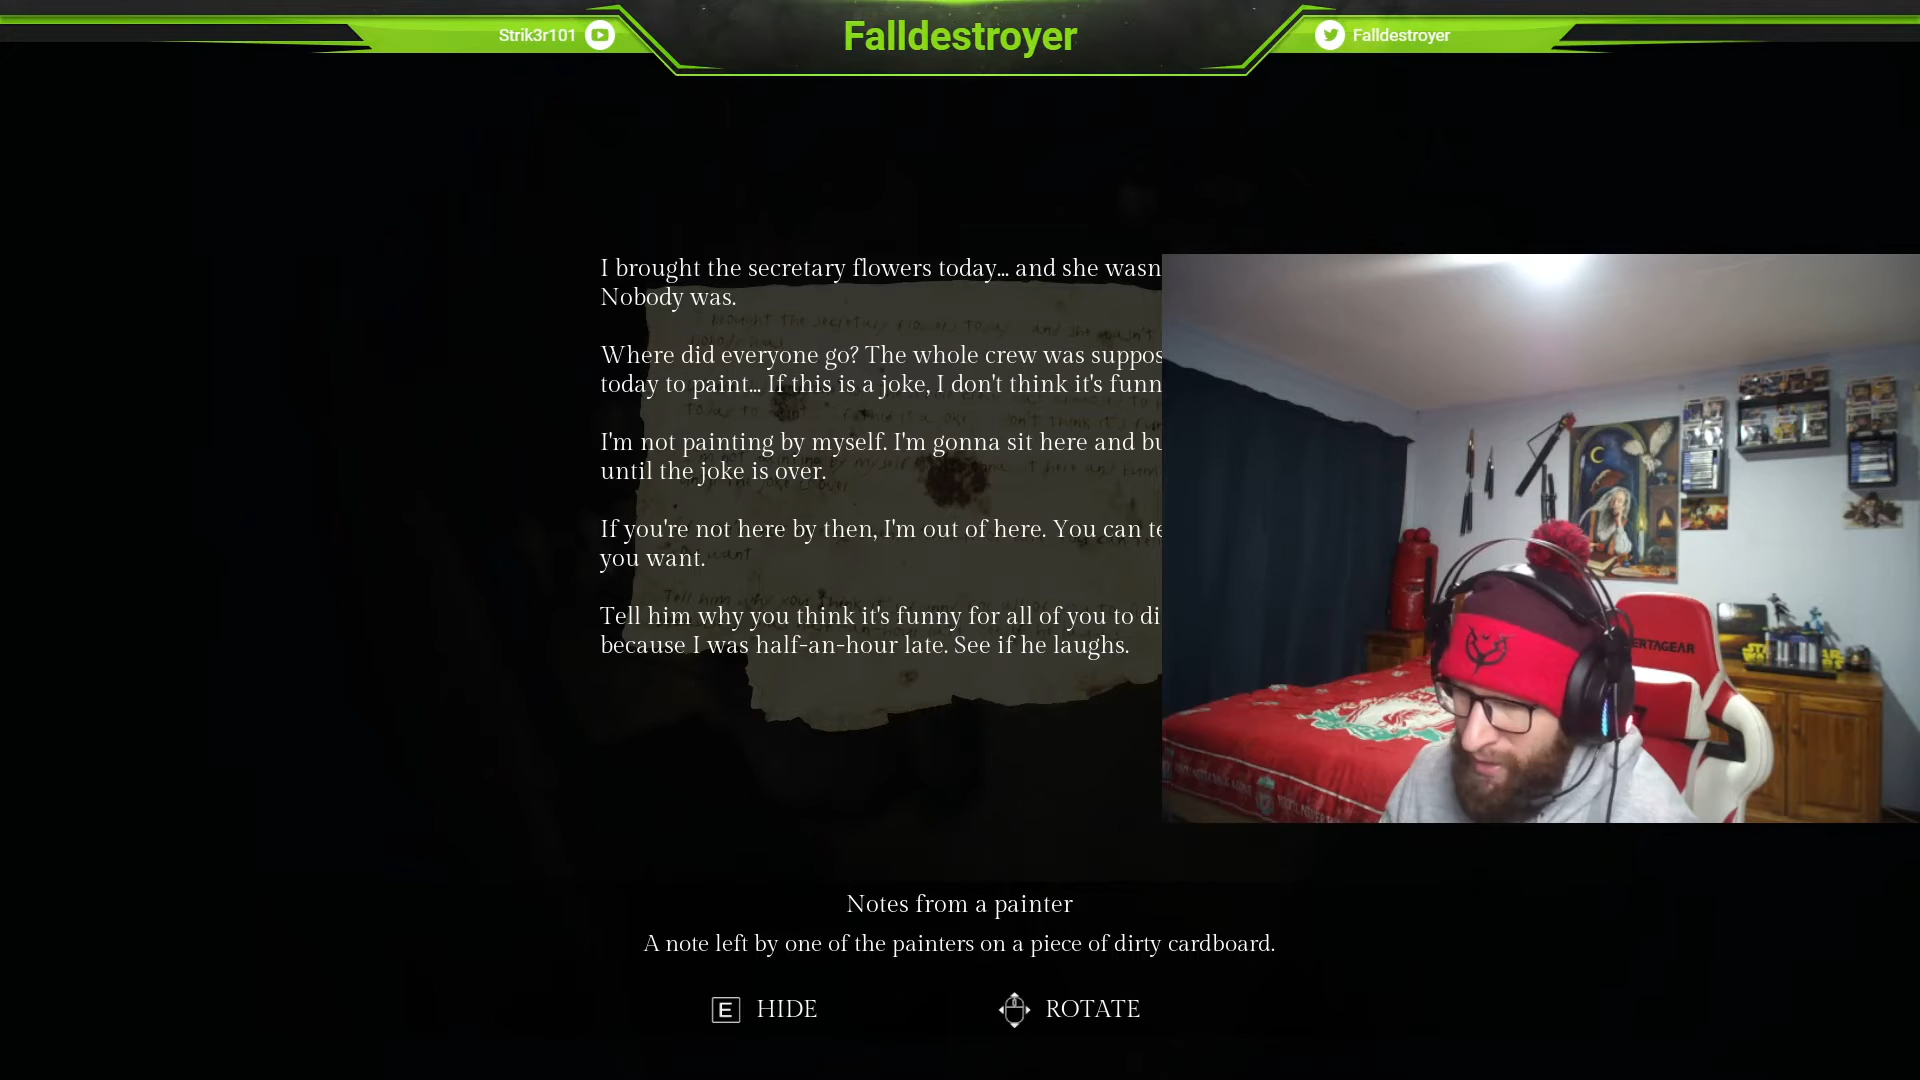 Strik3r101
Falldestroyer
Falldestroyer
I brought the secretary flowers today... and she wasn
Nobody was.
Where did everyone go? The whole crew was suppos
today to paint... If this is a joke, I don't think it's funn
I'm not painting by myself. I'm gonna sit here and bu
until the joke is over.
If you're not here by then, I'm out of here. You can te
you want.
Tell him why you think it's funny for all of you to di
because I was half-an-hour late. See if he laughs.
ERTAGEAR
STAR WARS
Notes from a painter
A note left by one of the painters on a piece of dirty cardboard.
E HIDE
ROTATE